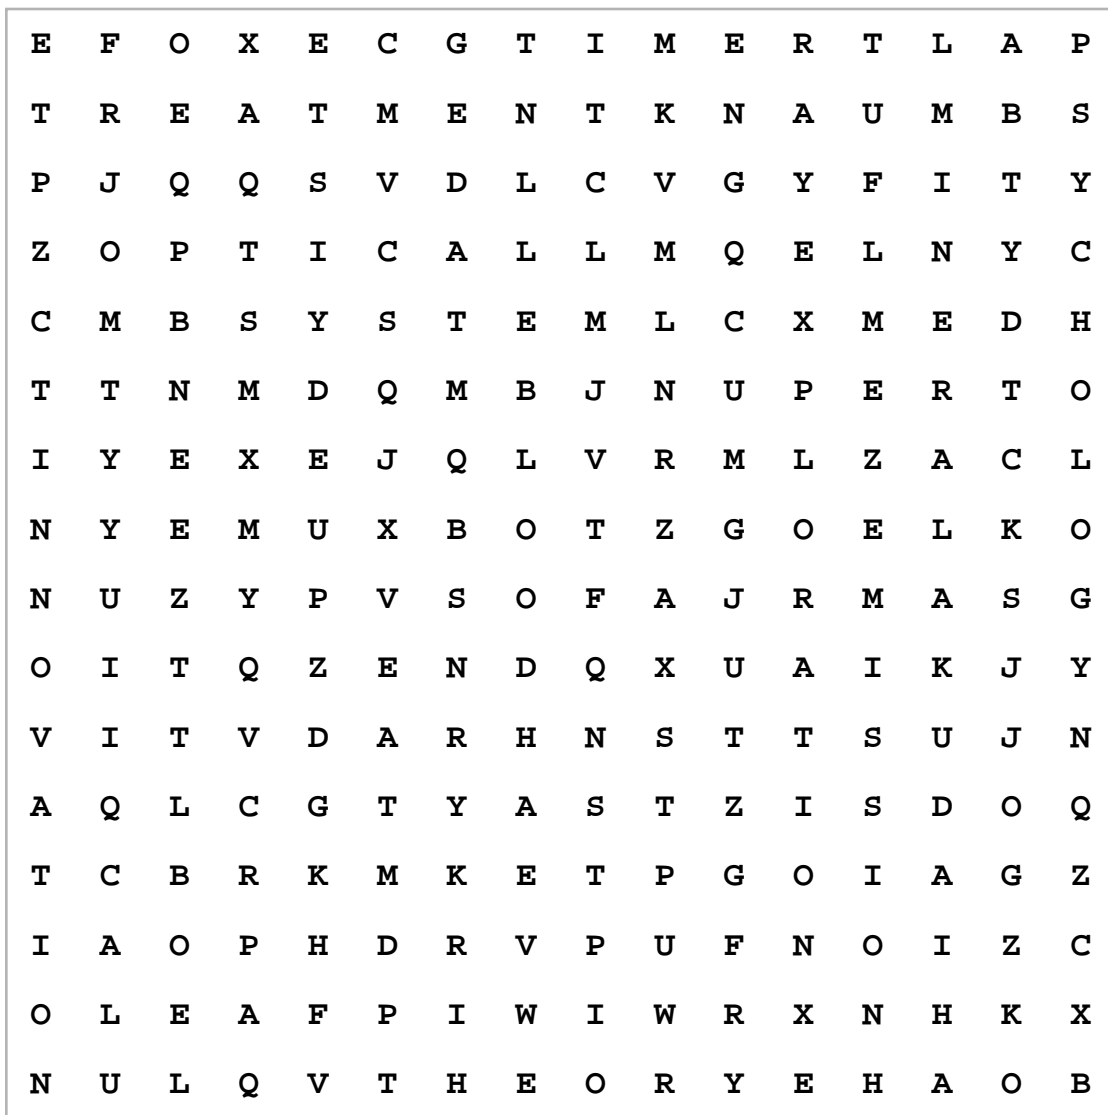 E F O X E C G T I M E R T L A P
T R E A T M E N T K N A U M B S
P J Q Q S V D L C V G Y F I T Y
Z O P T I C A L L M Q E L N Y C
C M B S Y S T E M L C X M E D H
T T N M D Q M B J N U P E R T O
I Y E X E J Q L V R M L Z A C L
N Y E M U X B O T Z G O E L K O
N U Z Y P V S O F A J R M A S G
O I T Q Z E N D Q X U A I K J Y
V I T V D A R H N S T T S U J N
A Q L C G T Y A S T Z I S D O Q
T C B R K M K E T P G O I A G Z
I A O P H D R V P U F N O I Z C
O L E A F P I W I W R X N H K X
N U L Q V T H E O R Y E H A O B